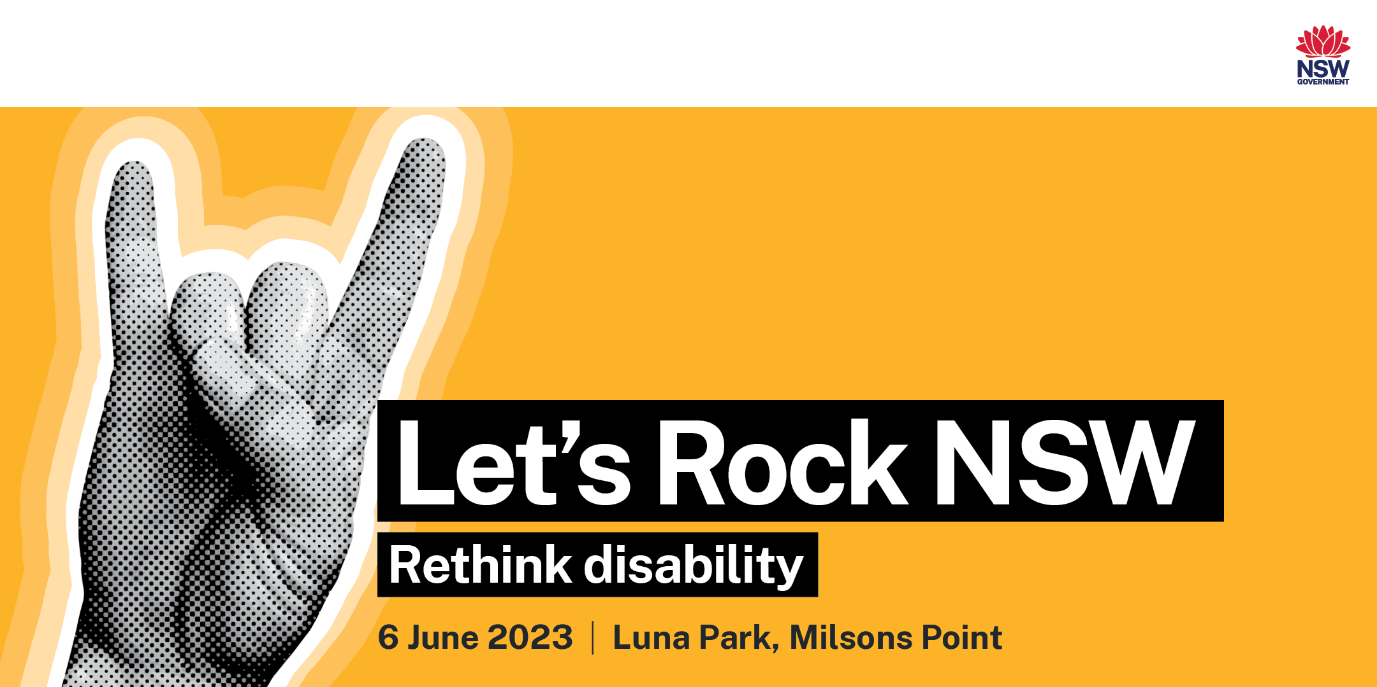 NSW
GOVERNMENT
Let’s Rock NSW
Rethink disability
6 June 2023 | Luna Park, Milsons Point